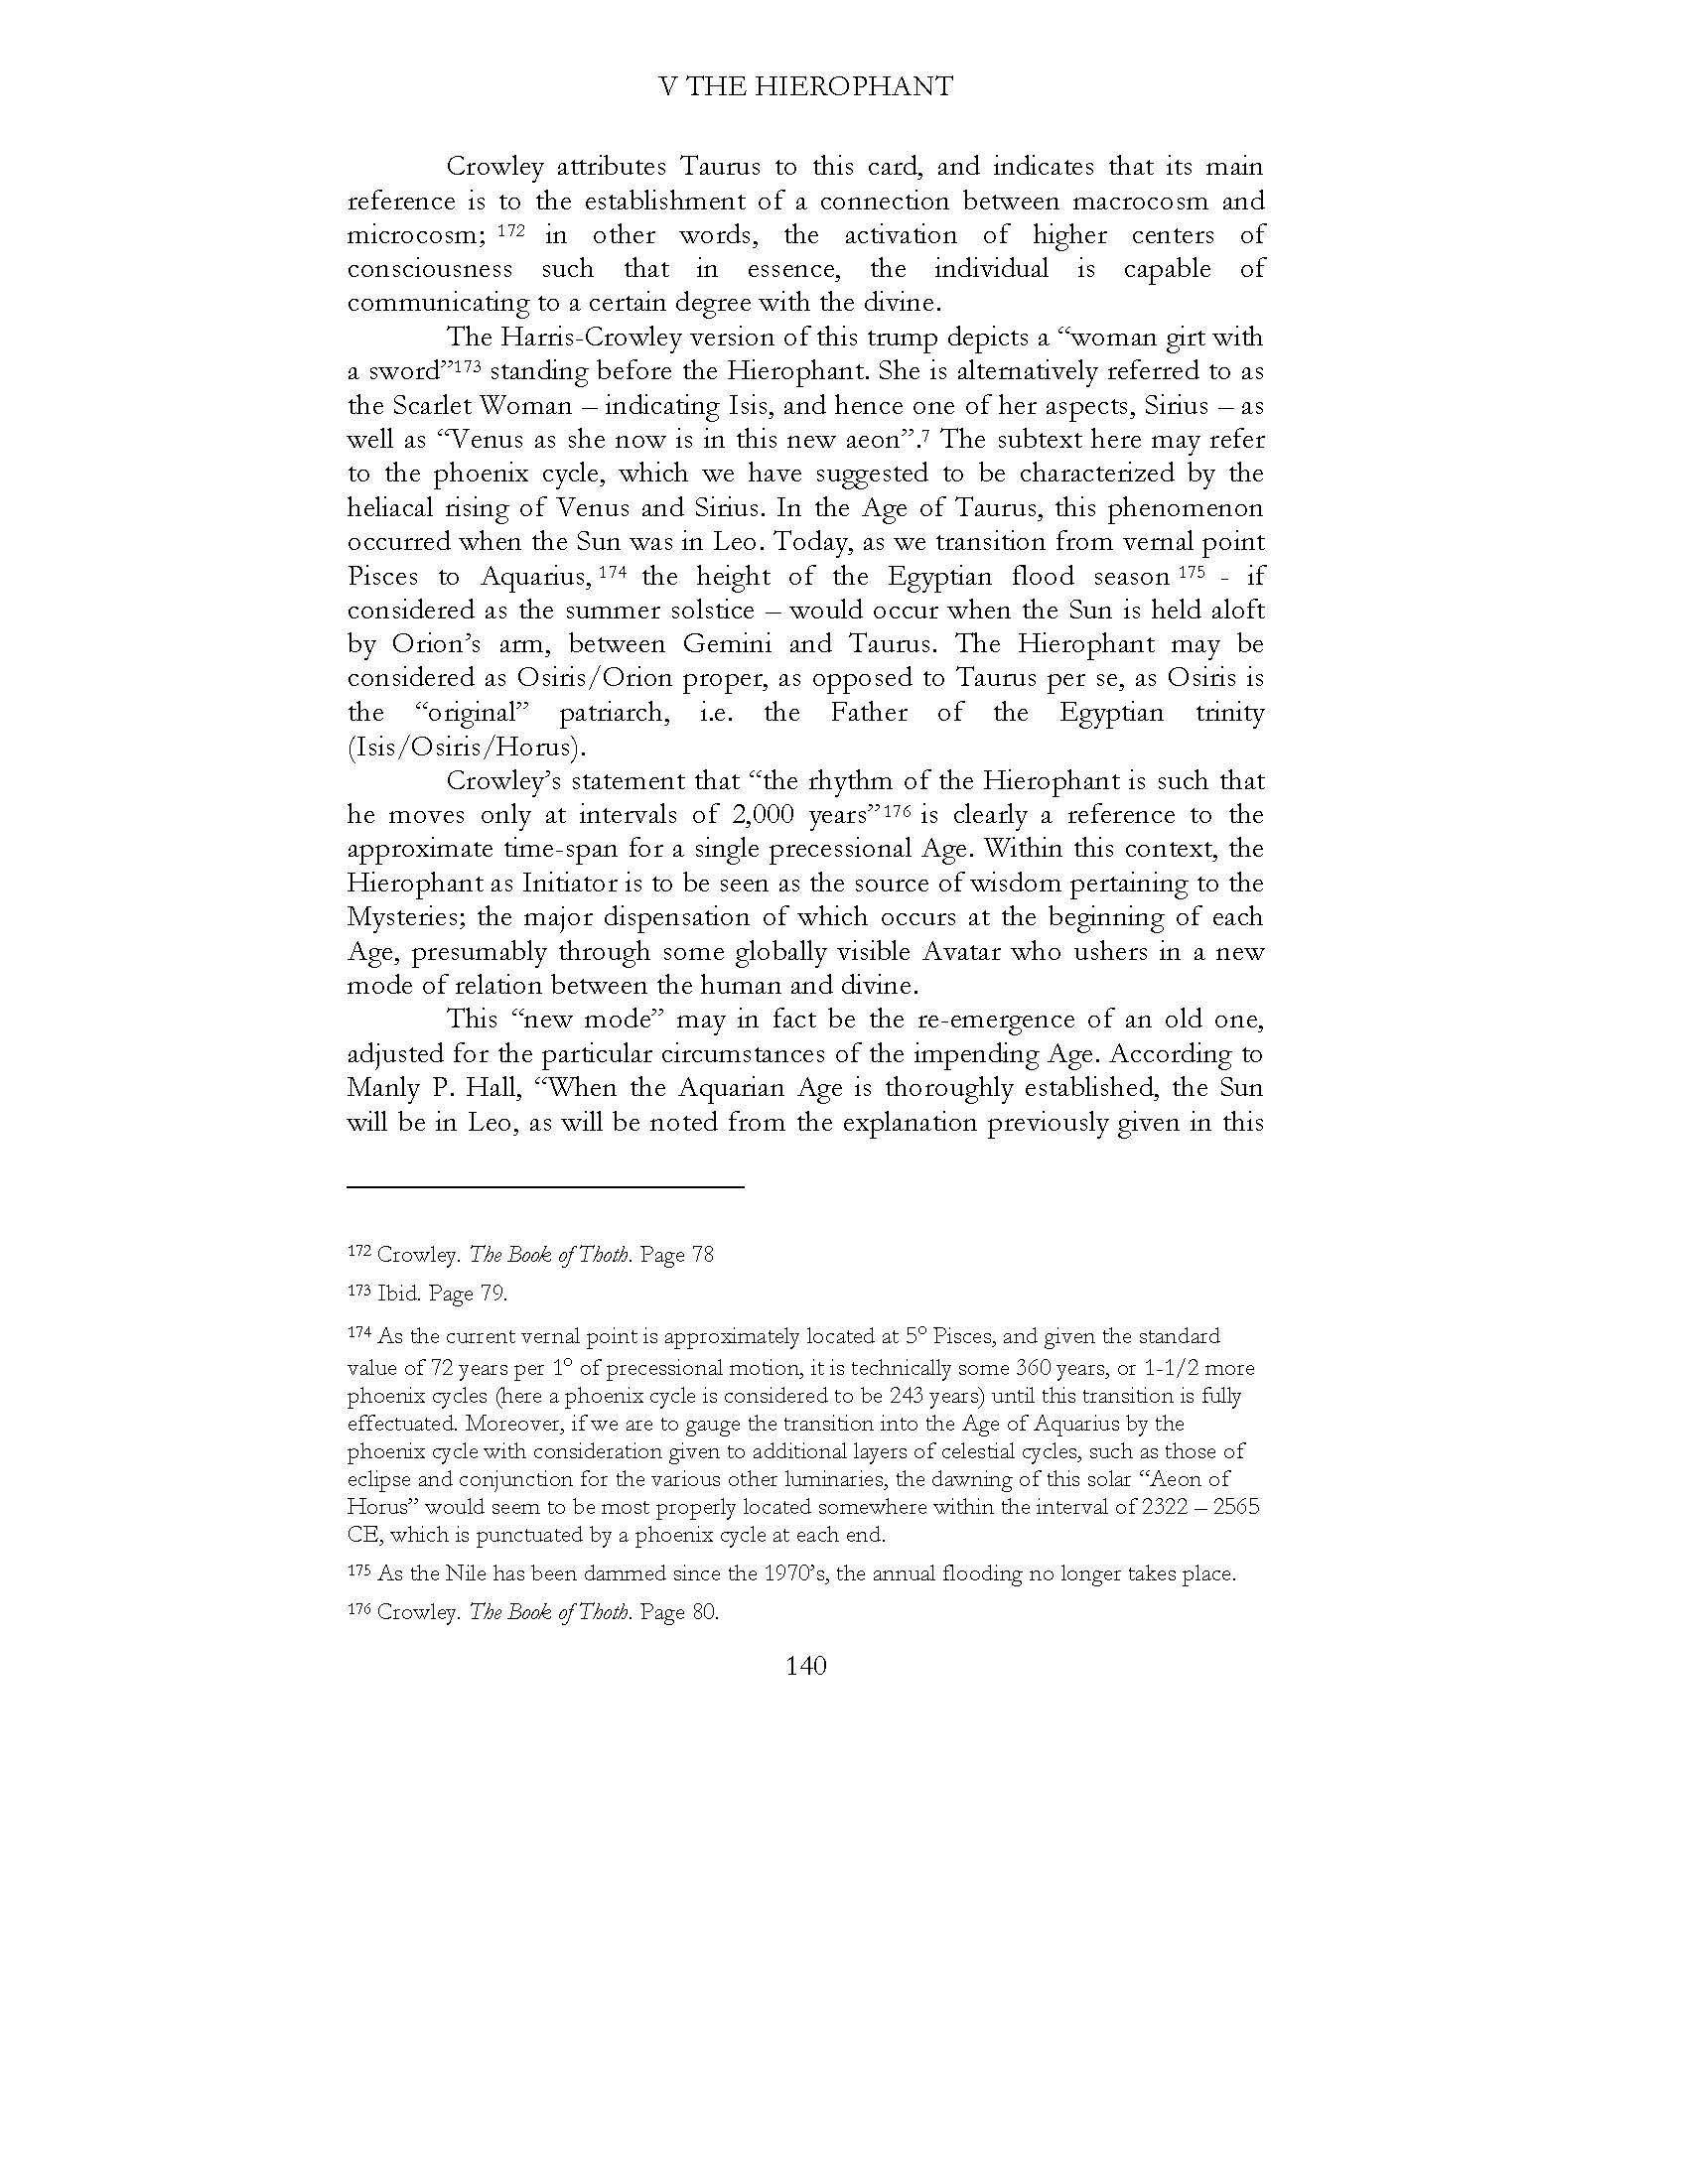 V THE HIEROPHANT
Crowley attributes Taurus to this card, and indicates that its main
reference is to the establishment of a connection between macrocosm and
microcosm; 172 in other words, the activation of higher centers of
consciousness such that in essence, the individual is capable of
communicating to a certain degree with the divine.
The Harris-Crowley version of this trump depicts a “woman girt with
a sword”173 standing before the Hierophant. She is alternatively referred to as
the Scarlet Woman – indicating Isis, and hence one of her aspects, Sirius – as
well as “Venus as she now is in this new aeon”.7 The subtext here may refer
to the phoenix cycle, which we have suggested to be characterized by the
heliacal rising of Venus and Sirius. In the Age of Taurus, this phenomenon
occurred when the Sun was in Leo. Today, as we transition from vernal point
Pisces to Aquarius, 174 the height of the Egyptian flood season 175 - if
considered as the summer solstice – would occur when the Sun is held aloft
by Orion’s arm, between Gemini and Taurus. The Hierophant may be
considered as Osiris/Orion proper, as opposed to Taurus per se, as Osiris is
the “original” patriarch, i.e. the Father of the Egyptian trinity
(Isis/Osiris/Horus).
Crowley’s statement that “the rhythm of the Hierophant is such that
he moves only at intervals of 2,000 years”176 is clearly a reference to the
approximate time-span for a single precessional Age. Within this context, the
Hierophant as Initiator is to be seen as the source of wisdom pertaining to the
Mysteries; the major dispensation of which occurs at the beginning of each
Age, presumably through some globally visible Avatar who ushers in a new
mode of relation between the human and divine.
This “new mode” may in fact be the re-emergence of an old one,
adjusted for the particular circumstances of the impending Age. According to
Manly P. Hall, “When the Aquarian Age is thoroughly established, the Sun
will be in Leo, as will be noted from the explanation previously given in this
172 Crowley. The Book of Thoth. Page 78
173 Ibid. Page 79.
174 As the current vernal point is approximately located at 5° Pisces, and given the standard
value of 72 years per 1° of precessional motion, it is technically some 360 years, or 1-1/2 more
phoenix cycles (here a phoenix cycle is considered to be 243 years) until this transition is fully
effectuated. Moreover, if we are to gauge the transition into the Age of Aquarius by the
phoenix cycle with consideration given to additional layers of celestial cycles, such as those of
eclipse and conjunction for the various other luminaries, the dawning of this solar “Aeon of
Horus” would seem to be most properly located somewhere within the interval of 2322 – 2565
CE, which is punctuated by a phoenix cycle at each end.
175 As the Nile has been dammed since the 1970’s, the annual flooding no longer takes place.
176 Crowley. The Book of Thoth. Page 80.
140